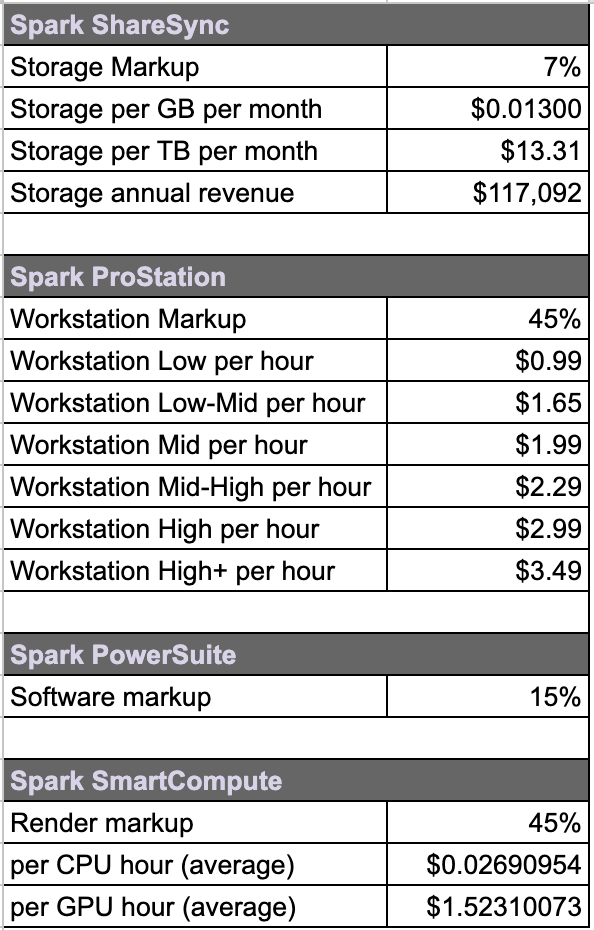 Spark ShareSync
Storage Markup 7%
Storage per GB per month $0.01300
Storage per TB per month $13.31
Storage annual revenue $117,092
Spark ProStation
Workstation Markup 45%
Workstation Low per hour $0.99
Workstation Low-Mid per hour $1.65
Workstation Mid per hour $1.99
Workstation Mid-High per hour $2.29
Workstation High per hour $2.99
Workstation High+ per hour $3.49
Spark PowerSuite
Software markup 15%
Spark SmartCompute
Render markup 45%
per CPU hour (average) $0.02690954
per GPU hour (average) $1.52310073